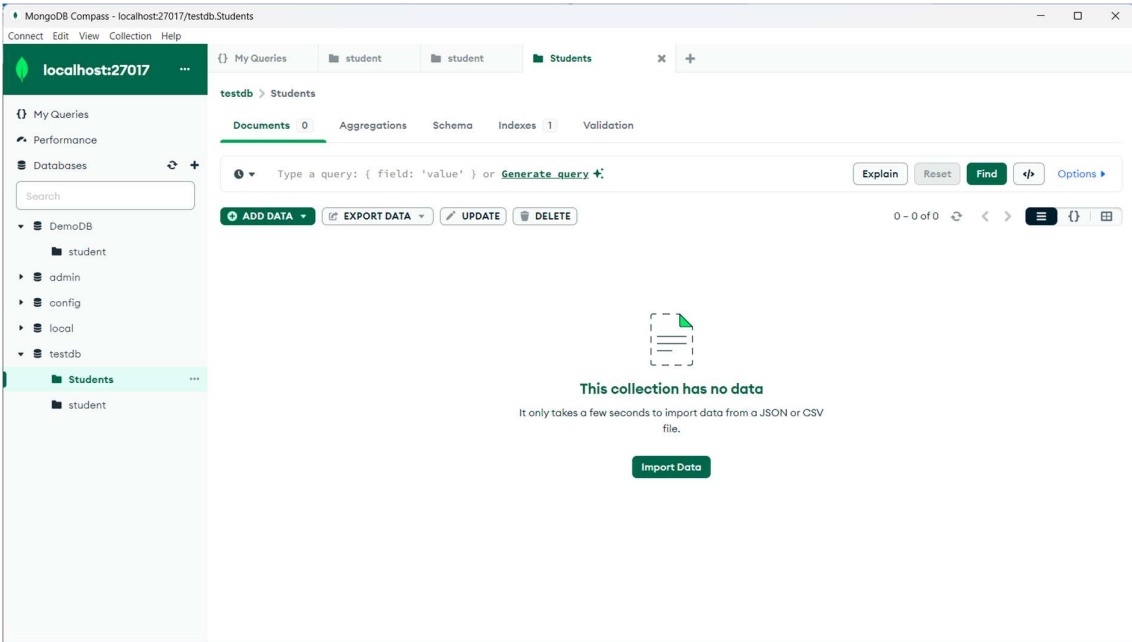 MongoDB Compass - localhost:27017/testdb.Students
Connect Edit View Collection Help
localhost:27017 ...
{} My Queries
Performance
Databases
Search
DemoDB
student
admin
config
local
testdb
Students ...
student
{} My Queries student student Students
testdb > Students
Documents 0 Aggregations Schema Indexes 1 Validation
Type a query: { field: 'value' } or Generate query
Explain Reset Find </> Options
ADD DATA EXPORT DATA UPDATE DELETE
0 – 0 of 0 {}
This collection has no data
It only takes a few seconds to import data from a JSON or CSV
file.
Import Data